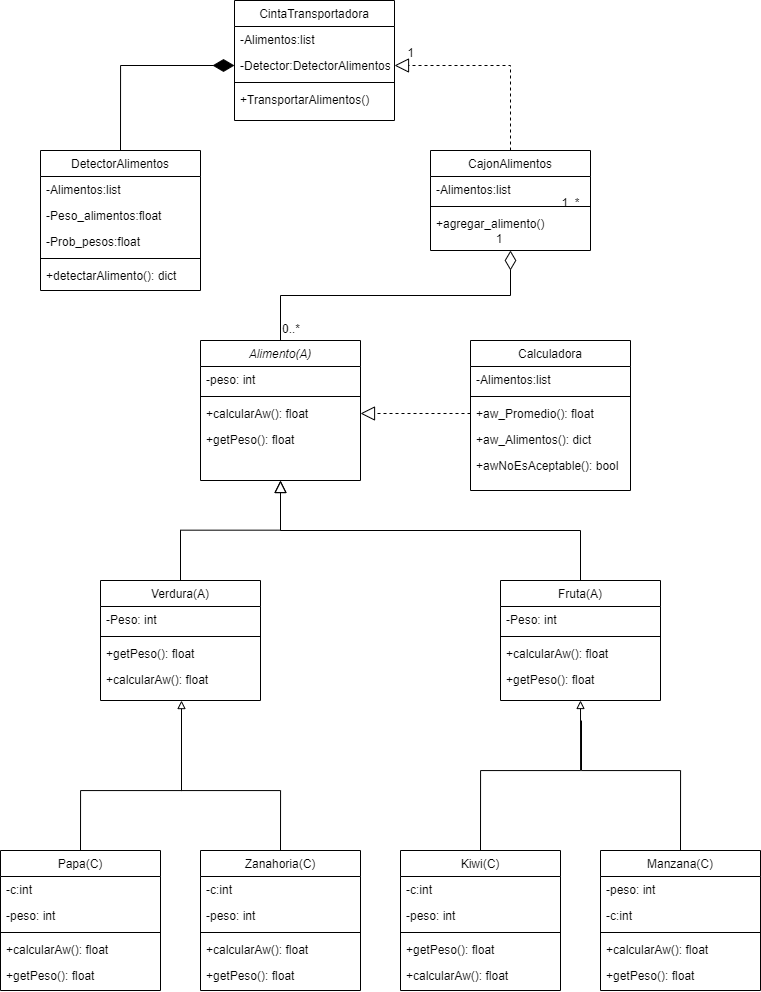 CintaTransportadora
-Alimentos:list
-Detector:DetectorAlimentos
+TransportarAlimentos()
1
DetectorAlimentos
-Alimentos:list
-Peso_alimentos:float
-Prob_pesos:float
+detectarAlimento(): dict
CajonAlimentos
-Alimentos:list
1..*
+agregar_alimento()
1
0..*
Alimento(A)
-peso: int
+calcularAw(): float
+getPeso(): float
Calculadora
-Alimentos:list
+aw_Promedio(): float
+aw_Alimentos(): dict
+awNoEsAceptable(): bool
Verdura(A)
-Peso: int
+getPeso(): float
+calcularAw(): float
Fruta(A)
-Peso: int
+calcularAw(): float
+getPeso(): float
Papa(C)
-c:int
-peso: int
+calcularAw(): float
+getPeso(): float
Zanahoria(C)
-c:int
-peso: int
+calcularAw(): float
+getPeso(): float
Kiwi(C)
-c:int
-peso: int
+getPeso(): float
+calcularAw(): float
Manzana(C)
-peso: int
-c:int
+calcularAw(): float
+getPeso(): float